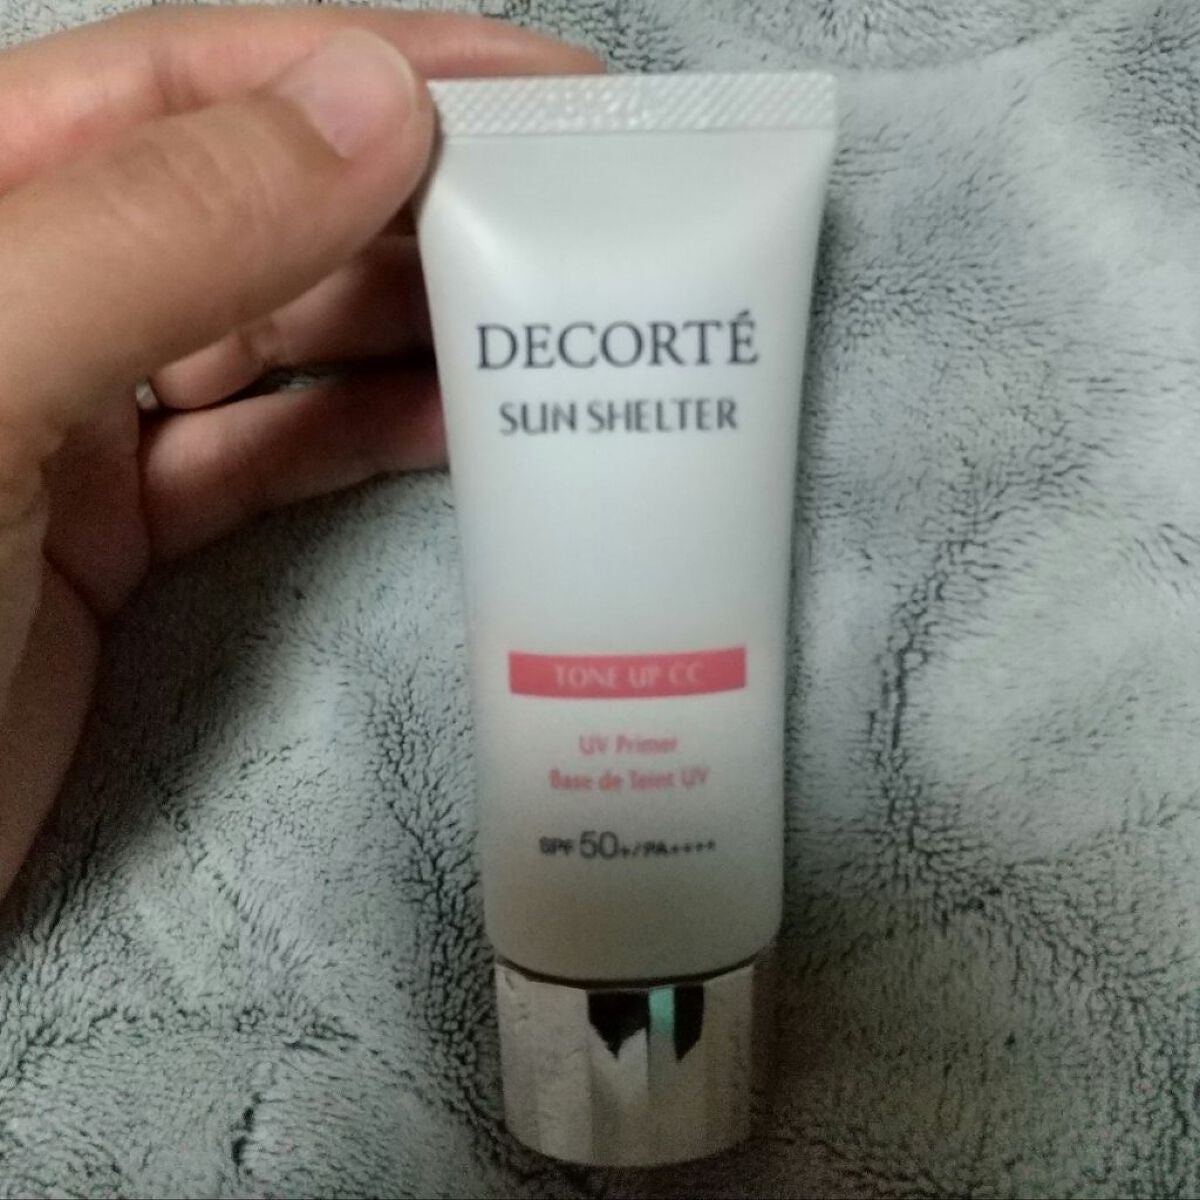 DECORTÉ
SUN SHELTER
TONE UP CC
UV Primer
Base de Teint UV
SPF 50+/PA++++